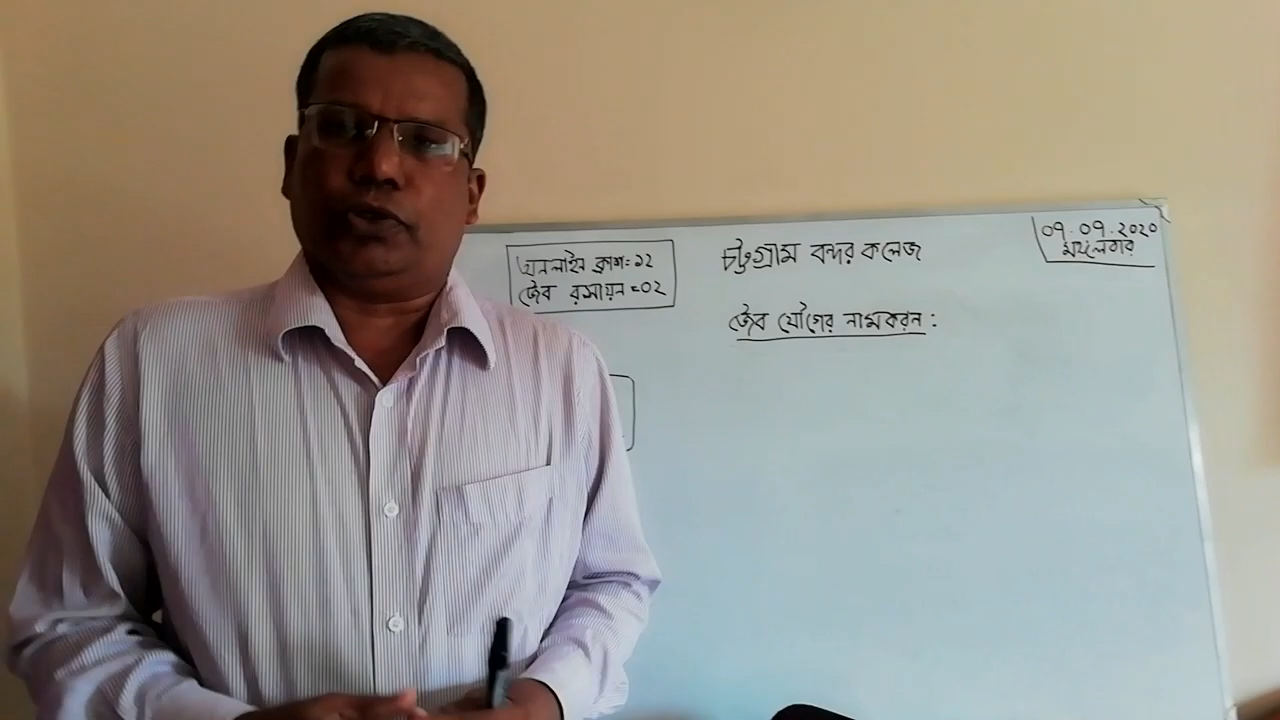 অনলাইন ক্লাশ:-১২
জৈব রসায়ন =০২
চট্টগ্রাম বন্দর কলেজ
০৭.০৭.২০২০
মঙ্গলবার
জৈব যৌগের নামকরন :